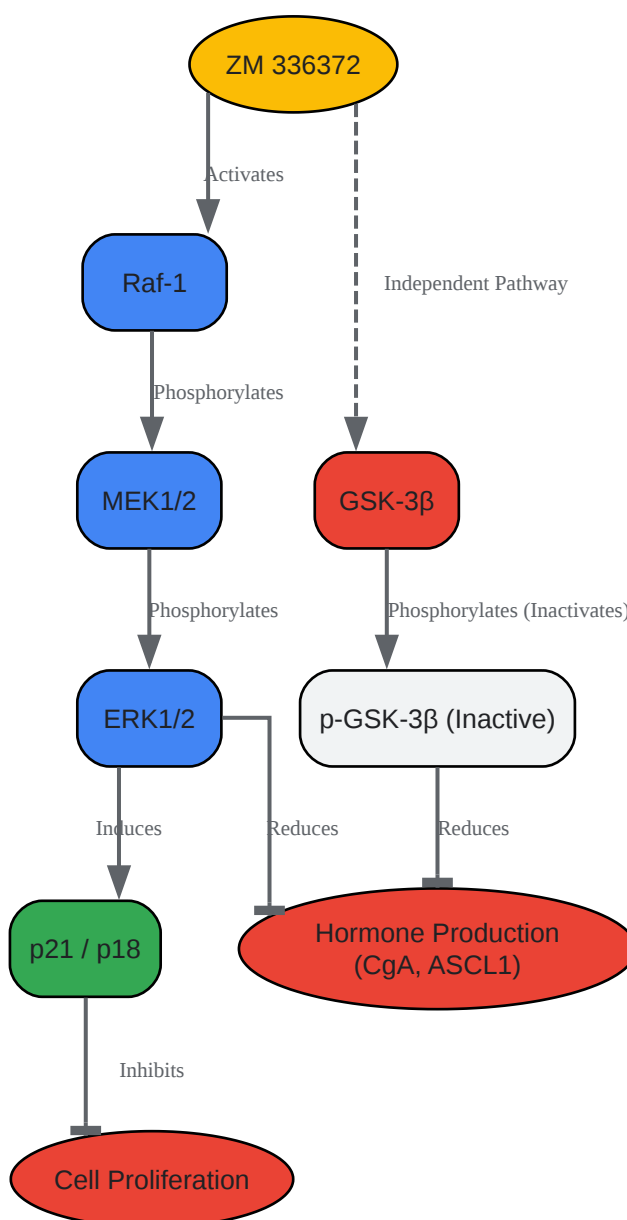 ZM 336372
Activates
Raf-1
Independent Pathway
Phosphorylates
MEK1/2
GSK-3β
Phosphorylates
Phosphorylates (Inactivates)
ERK1/2
p-GSK-3β (Inactive)
Induces
Reduces
Reduces
p21 / p18
Hormone Production
(CgA, ASCL1)
Inhibits
Cell Proliferation